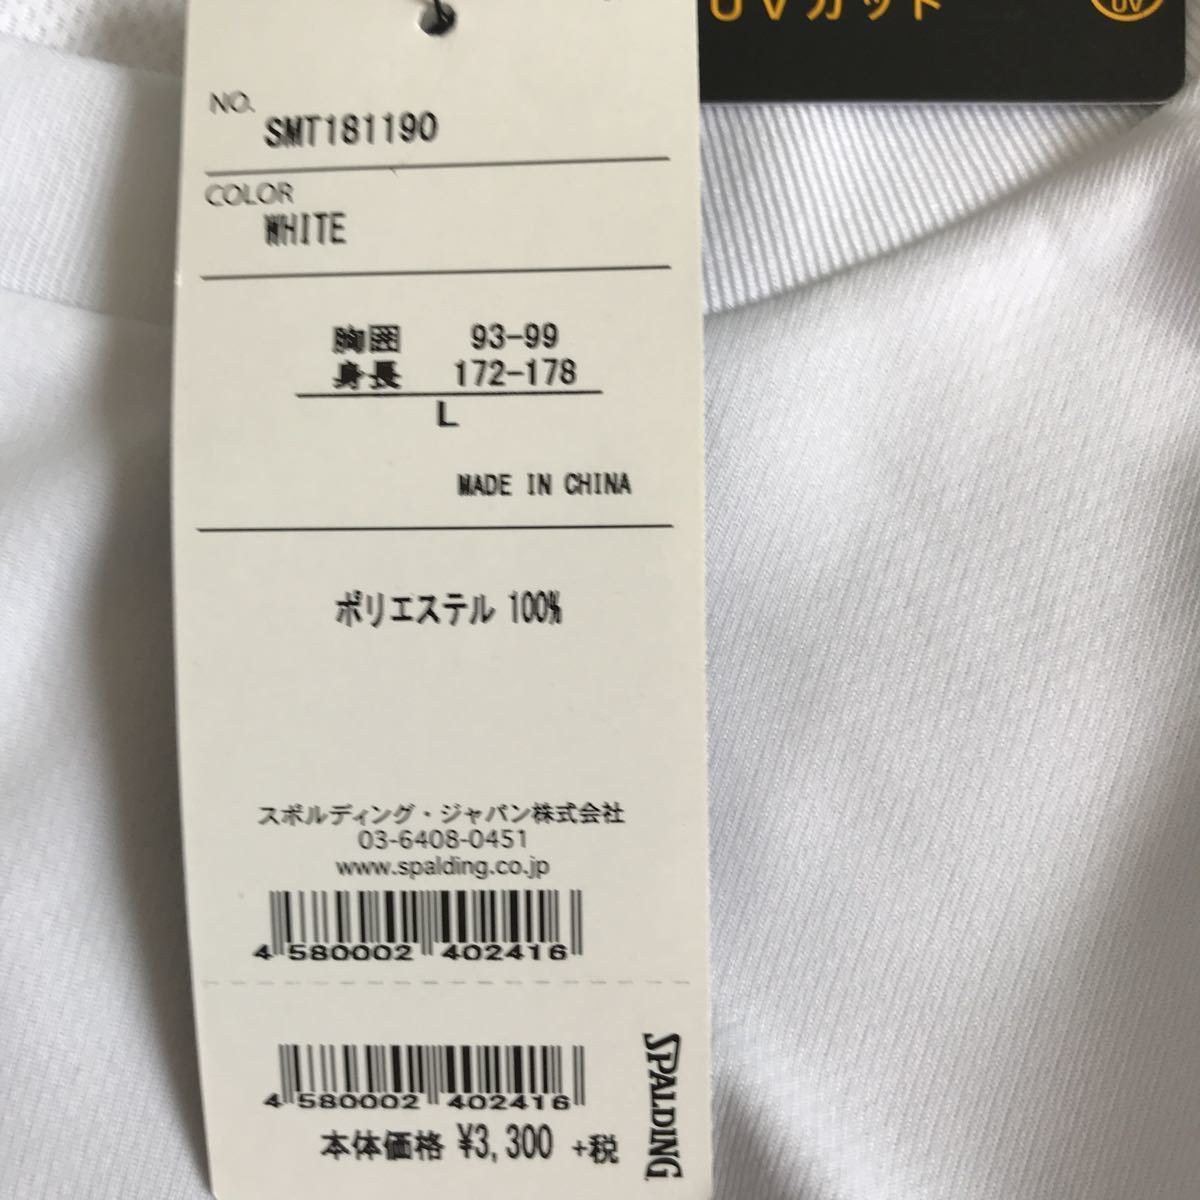 UVカット
UV
NO.
SMT181190
COLOR
WHITE
胸囲 93-99
身長 172-178
L
MADE IN CHINA
ポリエステル 100%
スポルディング・ジャパン株式会社
03-6408-0451
www.spalding.co.jp
4 580002 402416
4 580002 402416
SPALDING
本体価格 ¥3,300 +税